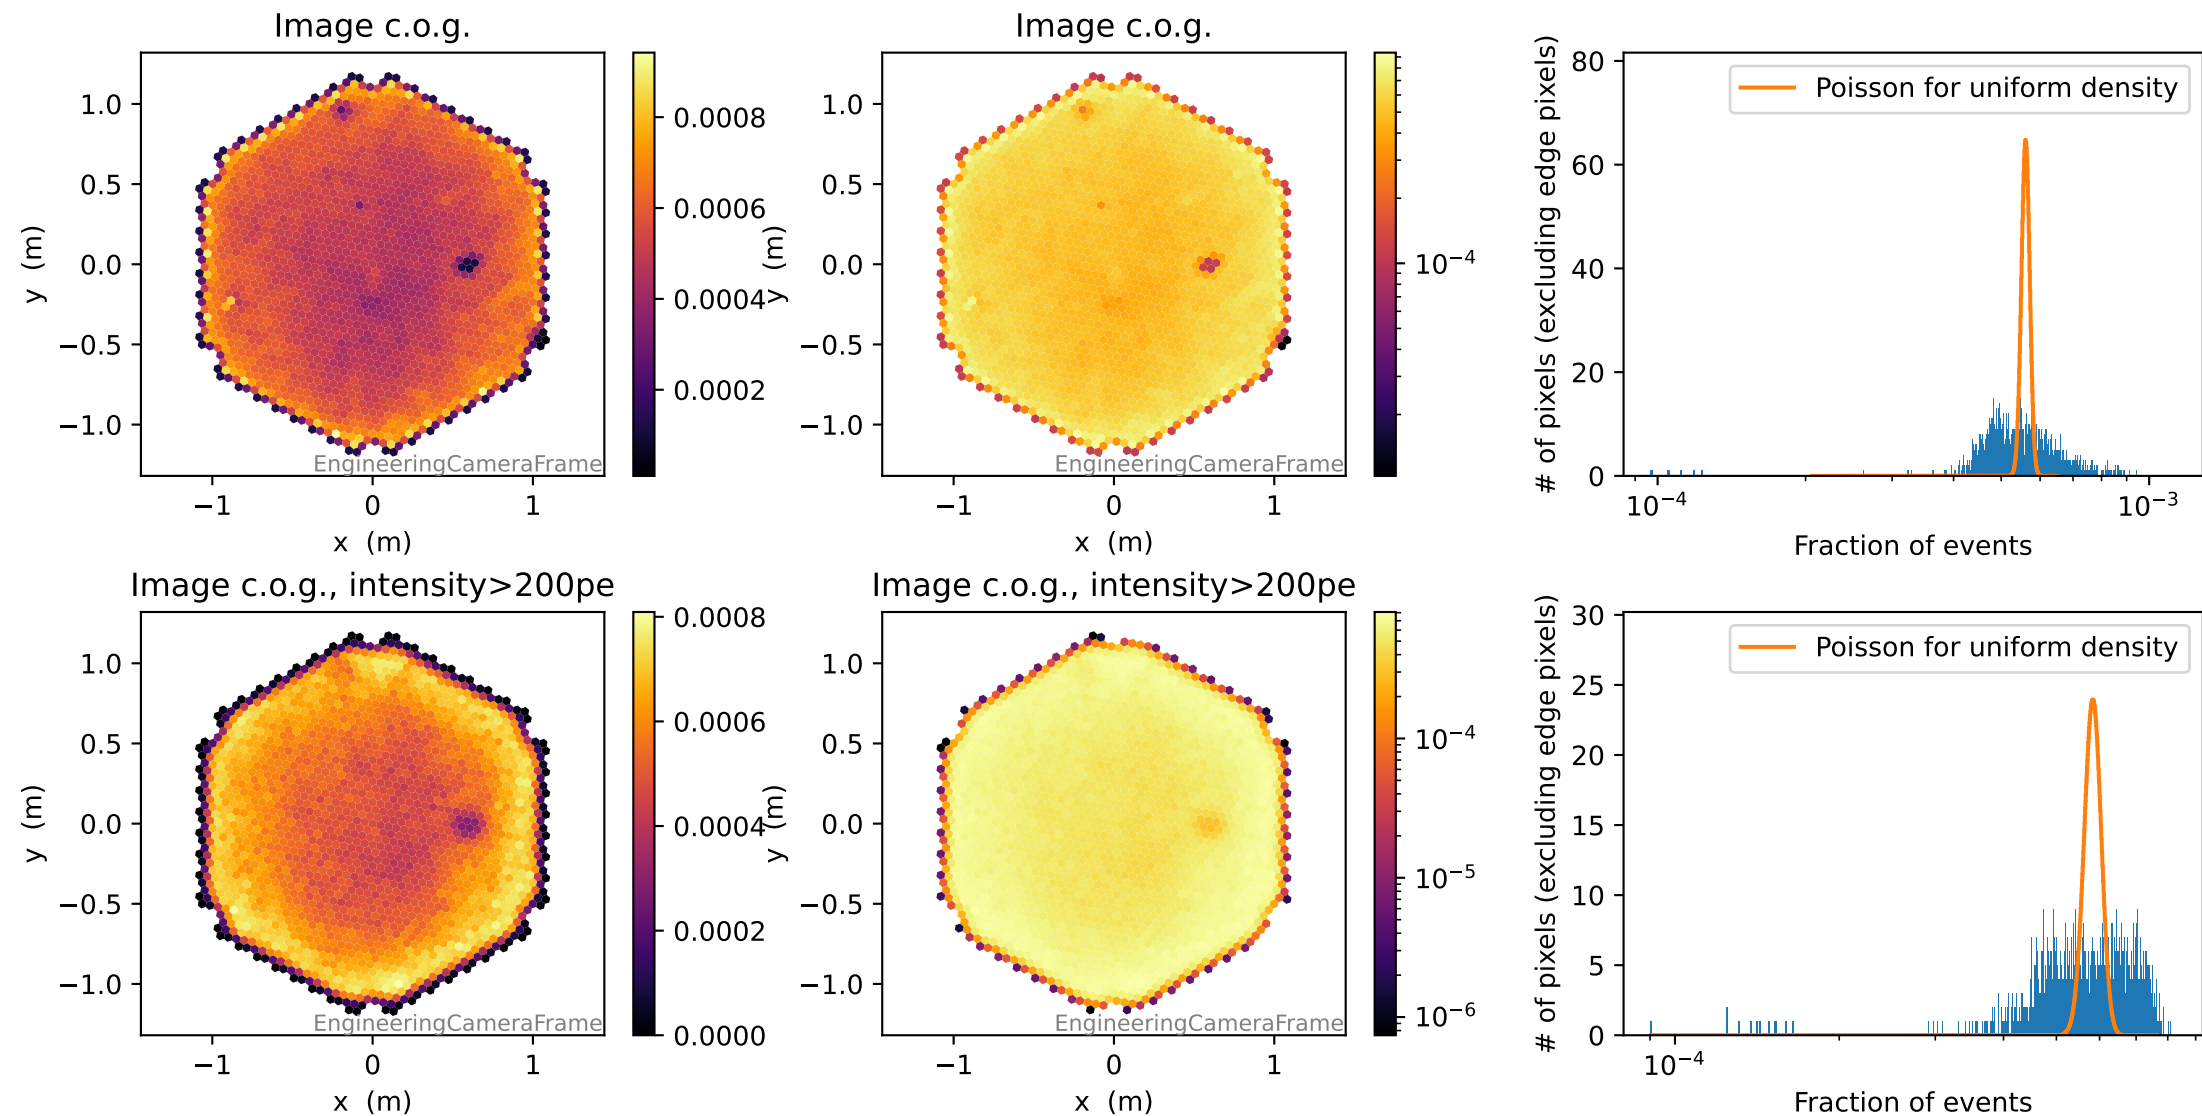 Image c.o.g.
Image c.o.g.
1.0
0.5
0.0
−0.5
−1.0
y (m)
−1
0
1
x (m)
EngineeringCameraFrame
0.0008
0.0006
0.0004
0.0002
1.0
0.5
0.0
−0.5
−1.0
y (m)
−1
0
1
x (m)
EngineeringCameraFrame
10⁻⁴
# of pixels (excluding edge pixels)
80
60
40
20
0
Poisson for uniform density
10⁻⁴
10⁻³
Fraction of events
Image c.o.g., intensity>200pe
Image c.o.g., intensity>200pe
1.0
0.5
0.0
−0.5
−1.0
y (m)
−1
0
1
x (m)
EngineeringCameraFrame
0.0008
0.0006
0.0004
0.0002
0.0000
1.0
0.5
0.0
−0.5
−1.0
y (m)
−1
0
1
x (m)
EngineeringCameraFrame
10⁻⁴
10⁻⁵
10⁻⁶
# of pixels (excluding edge pixels)
30
25
20
15
10
5
0
Poisson for uniform density
10⁻⁴
Fraction of events